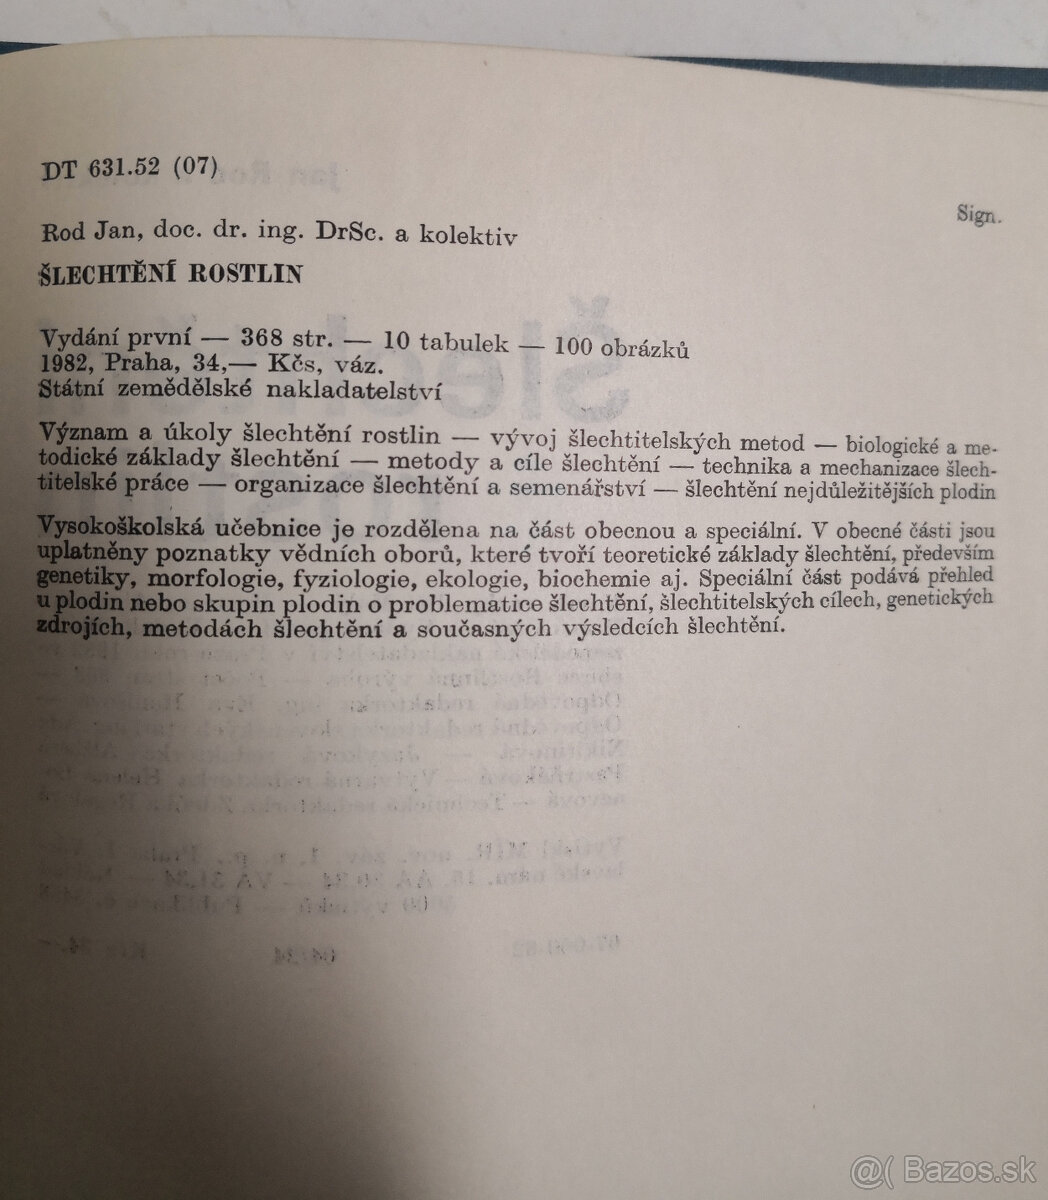 DT 631.52 (07)
Sign.
Rod Jan, doc. dr. ing. DrSc. a kolektiv
ŠLECHTĚNÍ ROSTLIN
Vydání první — 368 str. — 10 tabulek — 100 obrázků
1982, Praha, 34,— Kčs, váz.
Státní zemědělské nakladatelství
Význam a úkoly šlechtění rostlin — vývoj šlechtitelských metod — biologické a me-
todické základy šlechtění — metody a cíle šlechtění — technika a mechanizace šlech-
titelské práce — organizace šlechtění a semenářství — šlechtění nejdůležitějších plodin
Vysokoškolská učebnice je rozdělena na část obecnou a speciální. V obecné části jsou
uplatněny poznatky vědních oborů, které tvoří teoretické základy šlechtění, především
genetiky, morfologie, fyziologie, ekologie, biochemie aj. Speciální část podává přehled
u plodin nebo skupin plodin o problematice šlechtění, šlechtitelských cílech, genetických
zdrojích, metodách šlechtění a současných výsledcích šlechtění.
@( Bazos.sk